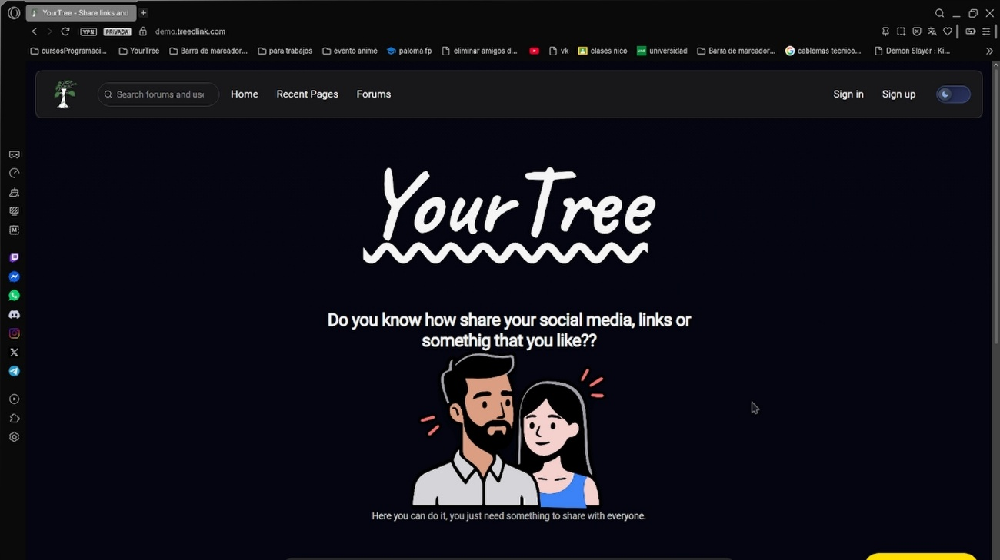 YourTree - Share links and
VPN PRIVADA demo.treedlink.com
cursosProgramaci... YourTree Barra de marcador... para trabajos evento anime paloma fp eliminar amigos d... vk clases nico universidad Barra de marcador... cablemas tecnico... Demon Slayer : Ki...
Search forums and use Home Recent Pages Forums Sign in Sign up
YourTree
Do you know how share your social media, links or
somethig that you like??
Here you can do it, you just need something to share with everyone.